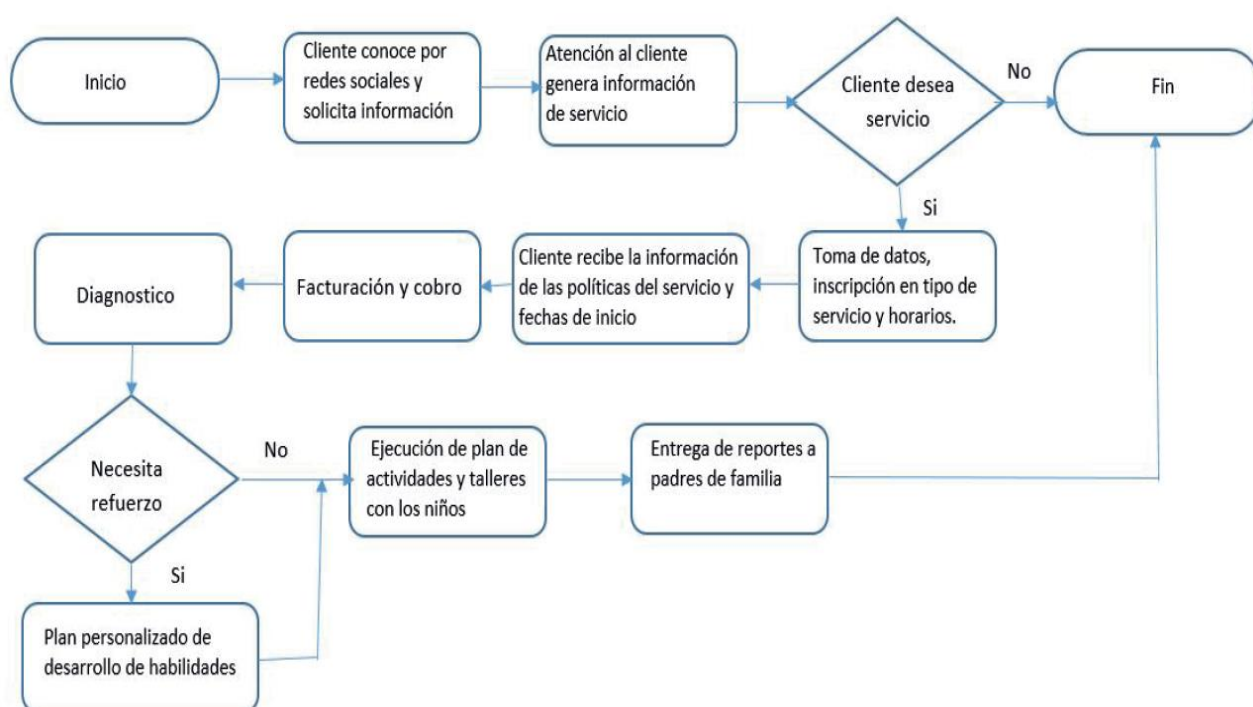 Inicio
Cliente conoce por
redes sociales y
solicita información
Atención al cliente
genera información
de servicio
Cliente desea
servicio
No
Fin
Si
Toma de datos,
inscripción en tipo de
servicio y horarios.
Cliente recibe la información
de las políticas del servicio y
fechas de inicio
Facturación y cobro
Diagnostico
Necesita
refuerzo
No
Ejecución de plan de
actividades y talleres
con los niños
Entrega de reportes a
padres de familia
Si
Plan personalizado de
desarrollo de habilidades